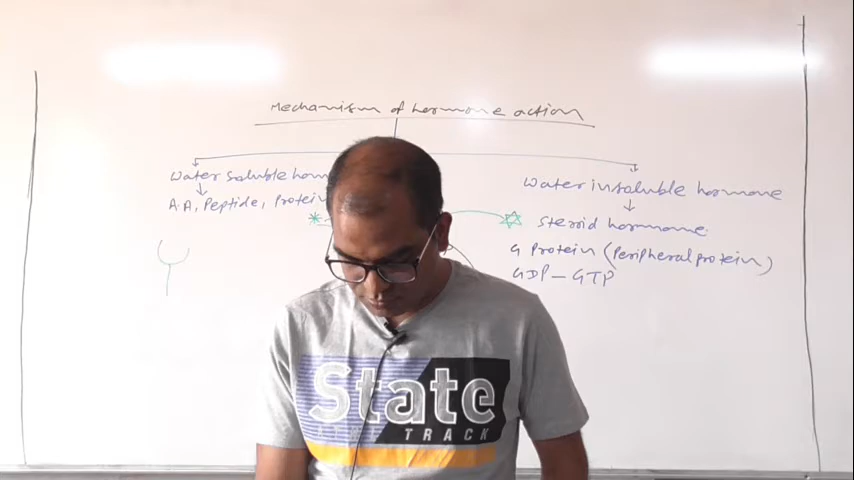 Mechanism of hormone action
Water soluble
A.A, Peptide, Protein
Water insoluble hormone
Steroid hormone
G Protein (Peripheral protein)
GDP - GTP
State
TRACK